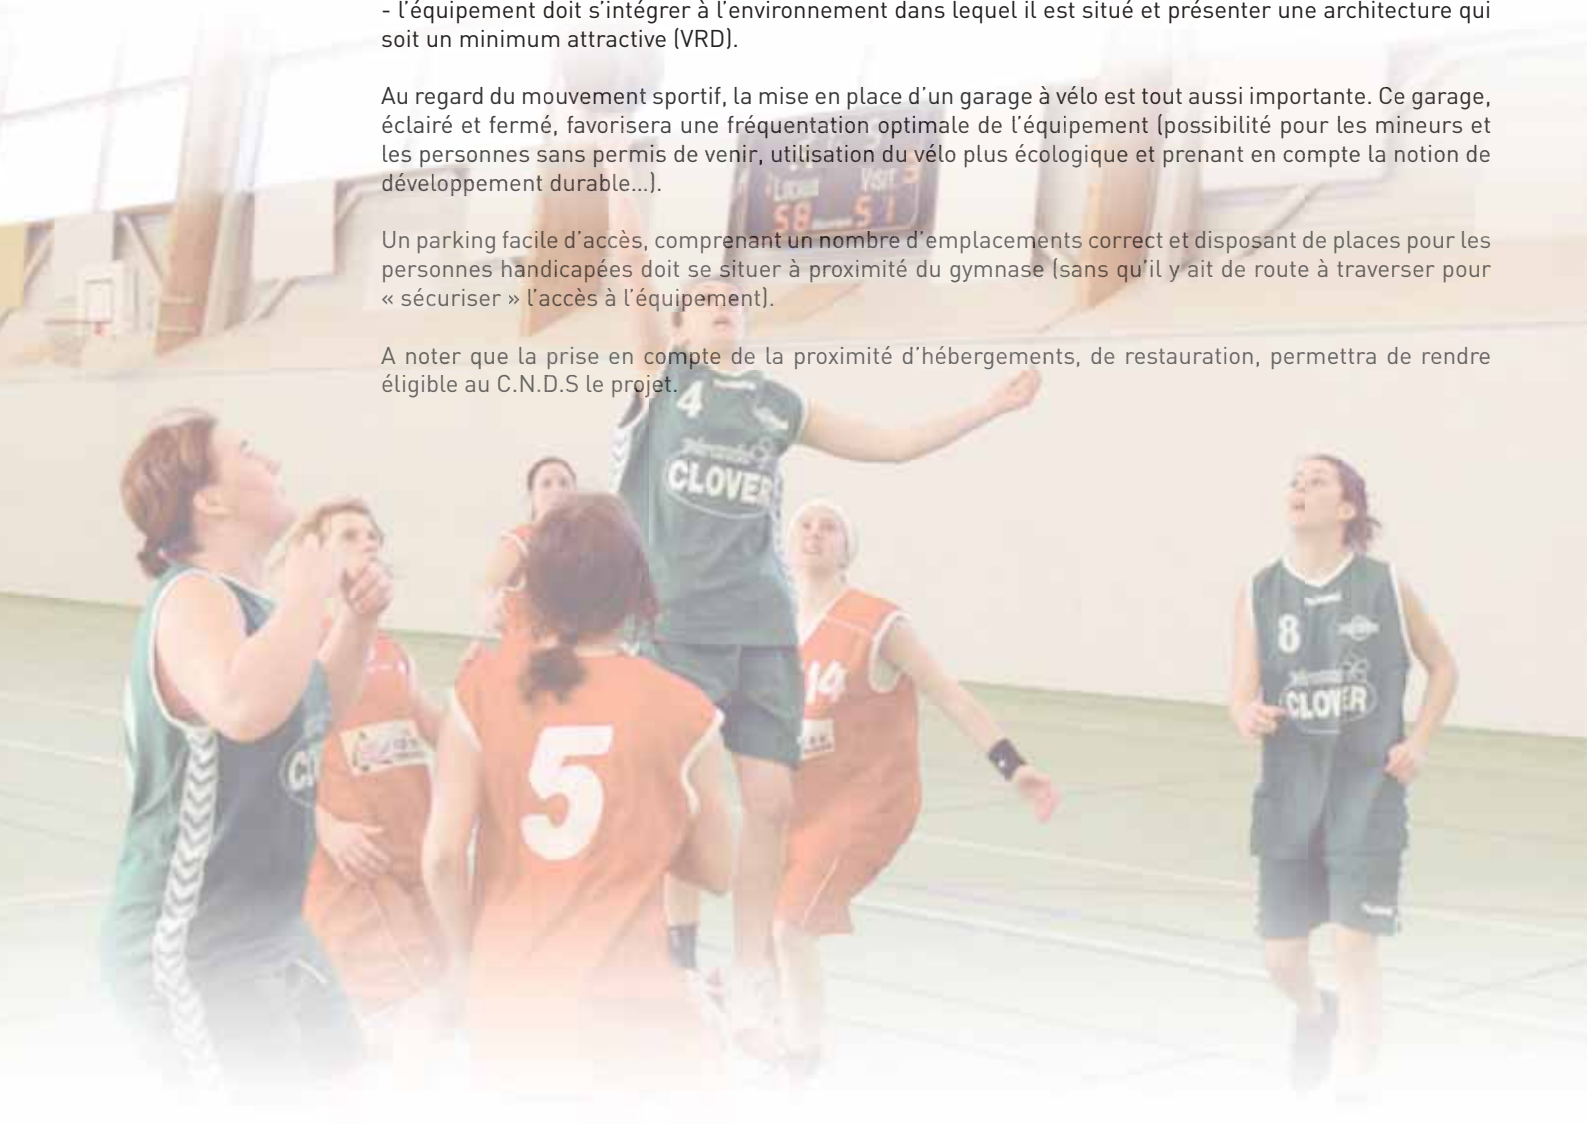 - l’équipement doit s’intégrer à l’environnement dans lequel il est situé et présenter une architecture qui
soit un minimum attractive (VRD).
Au regard du mouvement sportif, la mise en place d’un garage à vélo est tout aussi importante. Ce garage,
éclairé et fermé, favorisera une fréquentation optimale de l’équipement (possibilité pour les mineurs et
les personnes sans permis de venir, utilisation du vélo plus écologique et prenant en compte la notion de
développement durable...).
Un parking facile d’accès, comprenant un nombre d’emplacements correct et disposant de places pour les
personnes handicapées doit se situer à proximité du gymnase (sans qu’il y ait de route à traverser pour
« sécuriser » l’accès à l’équipement).
A noter que la prise en compte de la proximité d’hébergements, de restauration, permettra de rendre
éligible au C.N.D.S le projet.
58 51
4
CLOVER
8
CLOVER
14
5